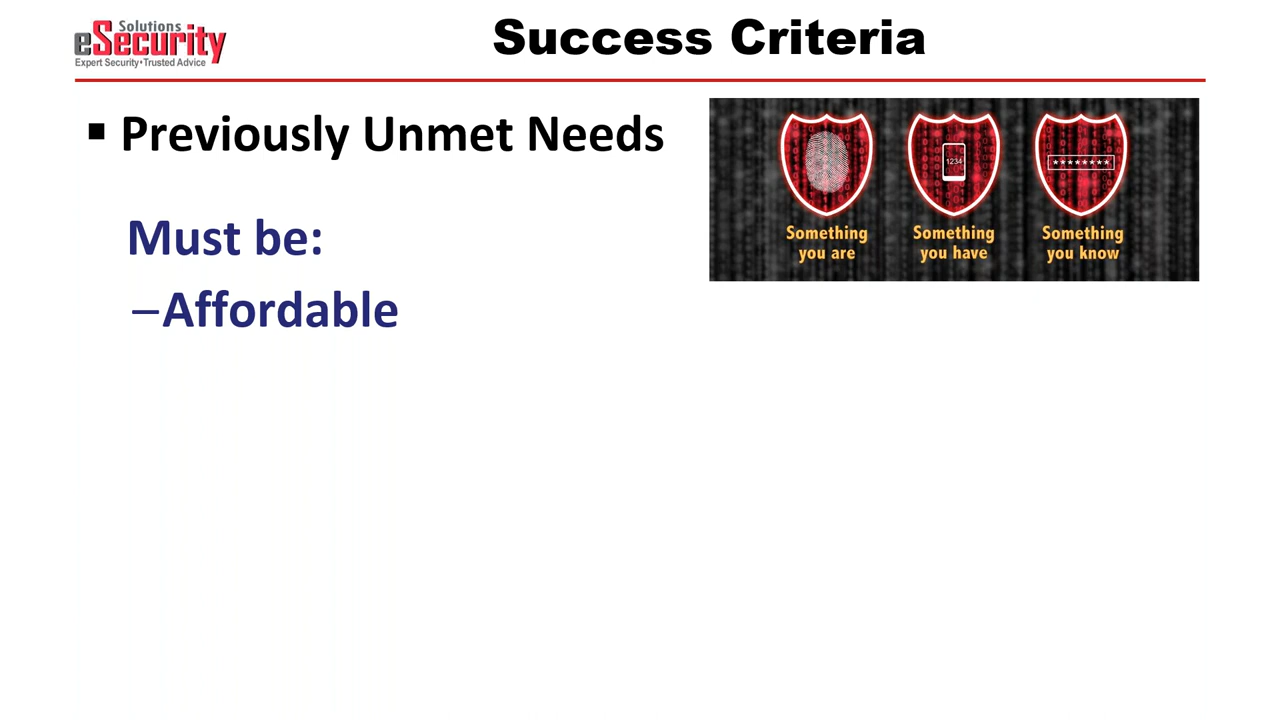 Solutions
eSecurity
Expert Security•Trusted Advice
Success Criteria
▪ Previously Unmet Needs
Must be:
–Affordable
1234
********
Something
you are
Something
you have
Something
you know